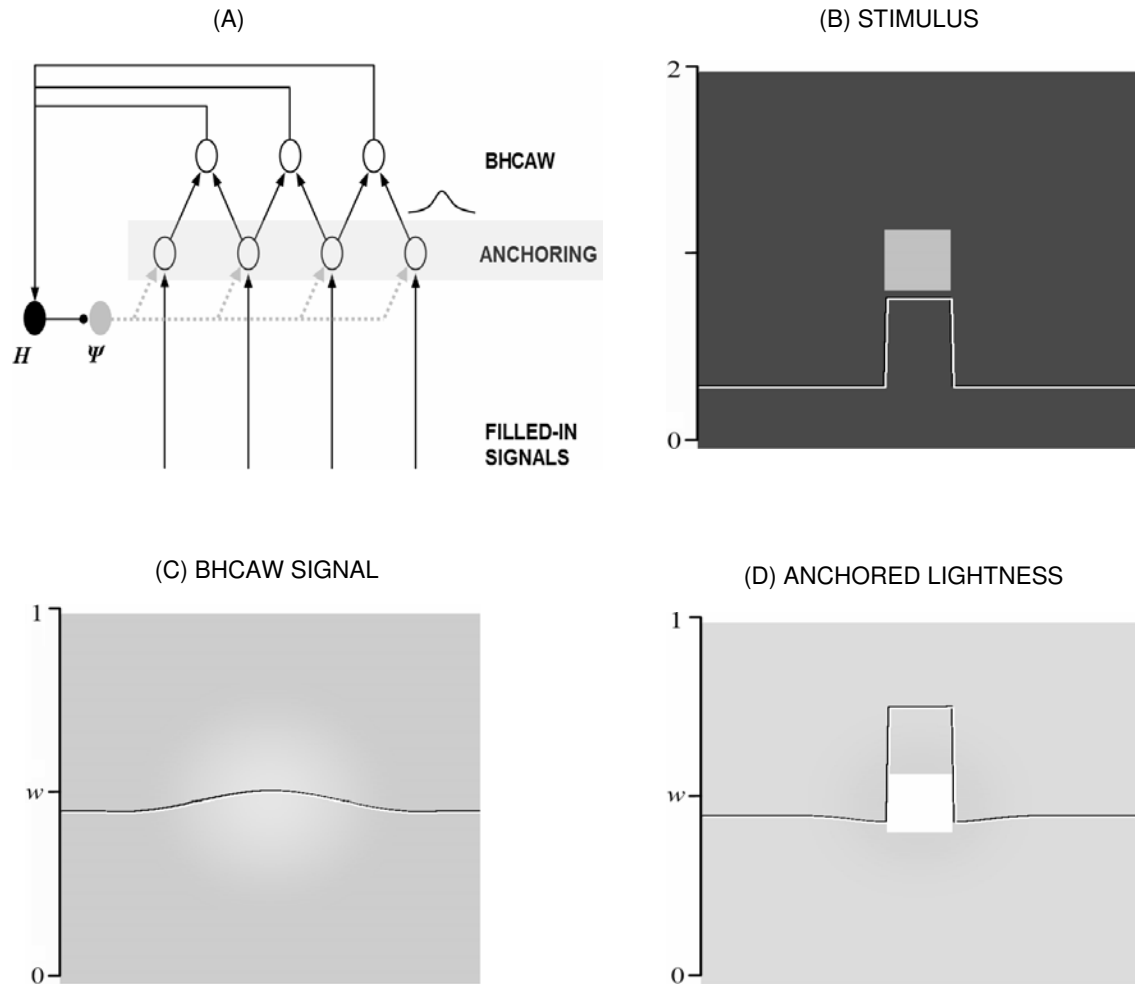 (A)
BHCAW
ANCHORING
H
Ψ
FILLED-IN
SIGNALS
(B) STIMULUS
2
0
(C) BHCAW SIGNAL
1
w
0
(D) ANCHORED LIGHTNESS
1
w
0